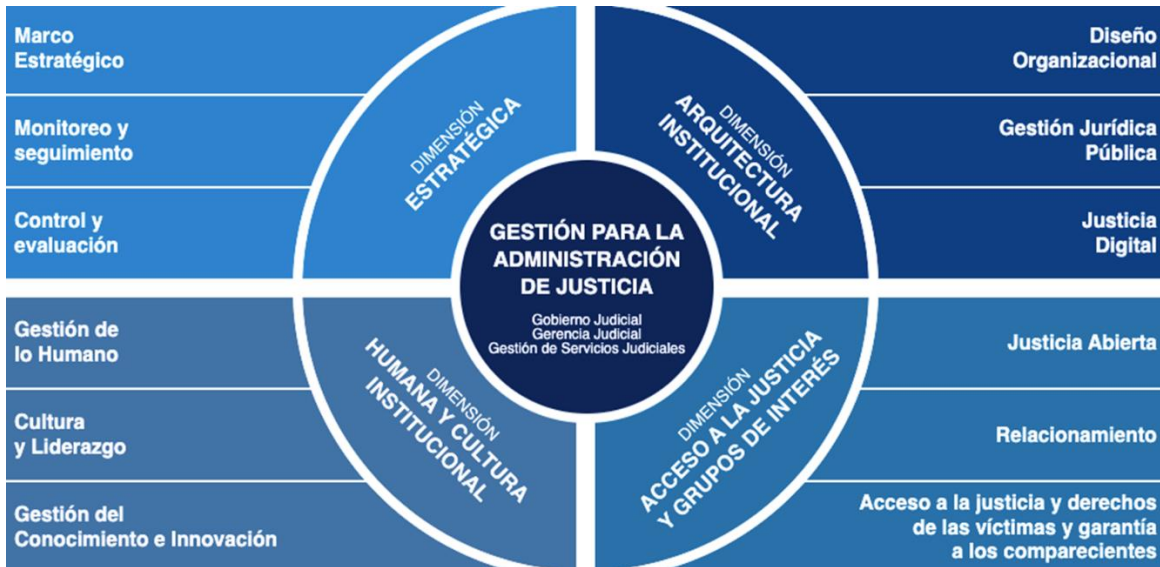 Marco
Estratégico
Monitoreo y
seguimiento
Control y
evaluación
DIMENSIÓN
ESTRATÉGICA
DIMENSIÓN
ARQUITECTURA
INSTITUCIONAL
Diseño
Organizacional
Gestión Jurídica
Pública
Justicia
Digital
GESTIÓN PARA LA
ADMINISTRACIÓN
DE JUSTICIA
Gobierno Judicial
Gerencia Judicial
Gestión de Servicios Judiciales
Gestión de
lo Humano
Cultura
y Liderazgo
Gestión del
Conocimiento e Innovación
DIMENSIÓN
HUMANA Y CULTURA
INSTITUCIONAL
DIMENSIÓN
ACCESO A LA JUSTICIA
Y GRUPOS DE INTERÉS
Justicia Abierta
Relacionamiento
Acceso a la justicia y derechos
de las víctimas y garantía
a los comparecientes